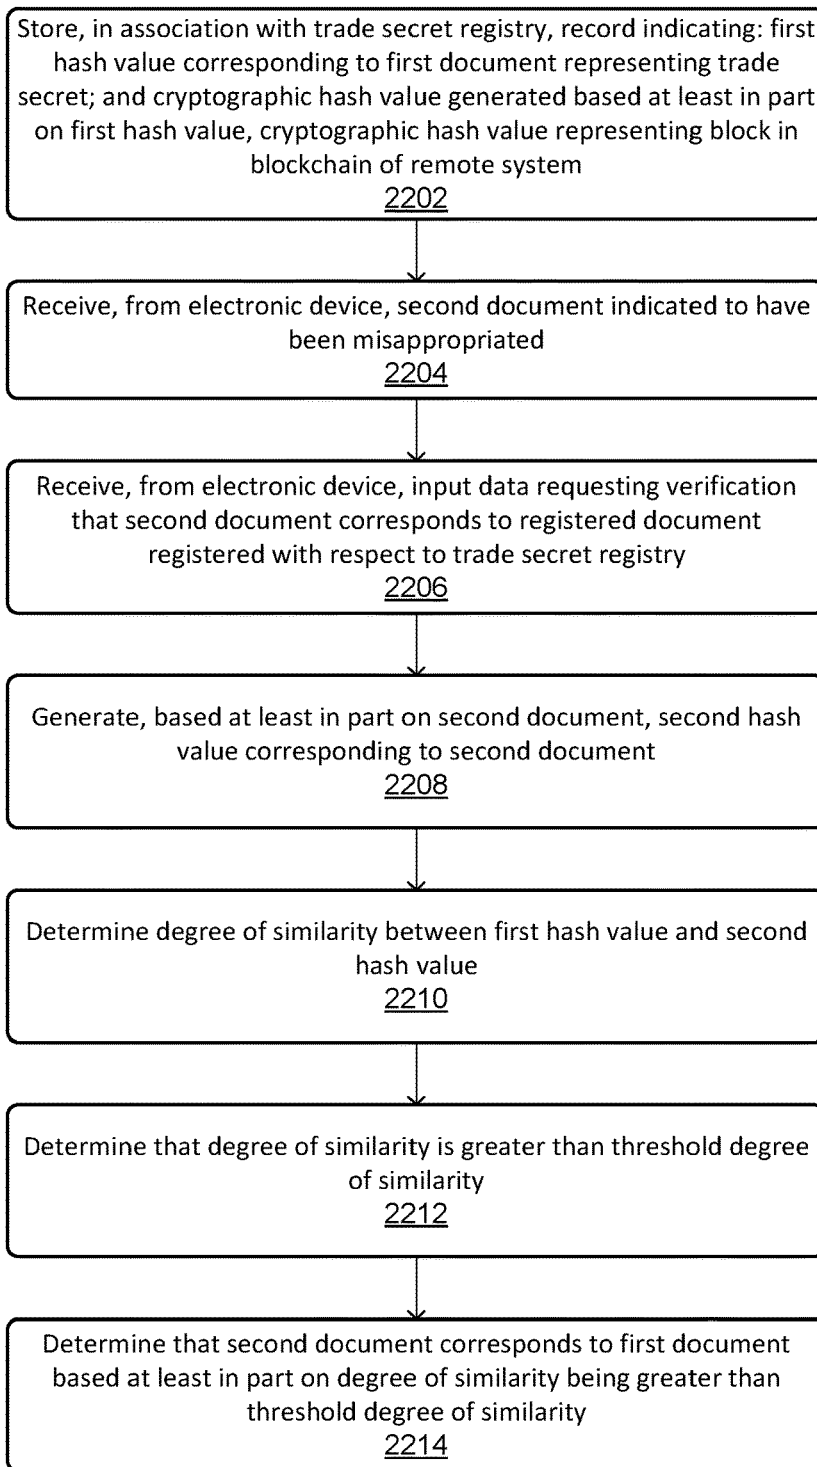 Store, in association with trade secret registry, record indicating: first
hash value corresponding to first document representing trade
secret; and cryptographic hash value generated based at least in part
on first hash value, cryptographic hash value representing block in
blockchain of remote system
2202
Receive, from electronic device, second document indicated to have
been misappropriated
2204
Receive, from electronic device, input data requesting verification
that second document corresponds to registered document
registered with respect to trade secret registry
2206
Generate, based at least in part on second document, second hash
value corresponding to second document
2208
Determine degree of similarity between first hash value and second
hash value
2210
Determine that degree of similarity is greater than threshold degree
of similarity
2212
Determine that second document corresponds to first document
based at least in part on degree of similarity being greater than
threshold degree of similarity
2214